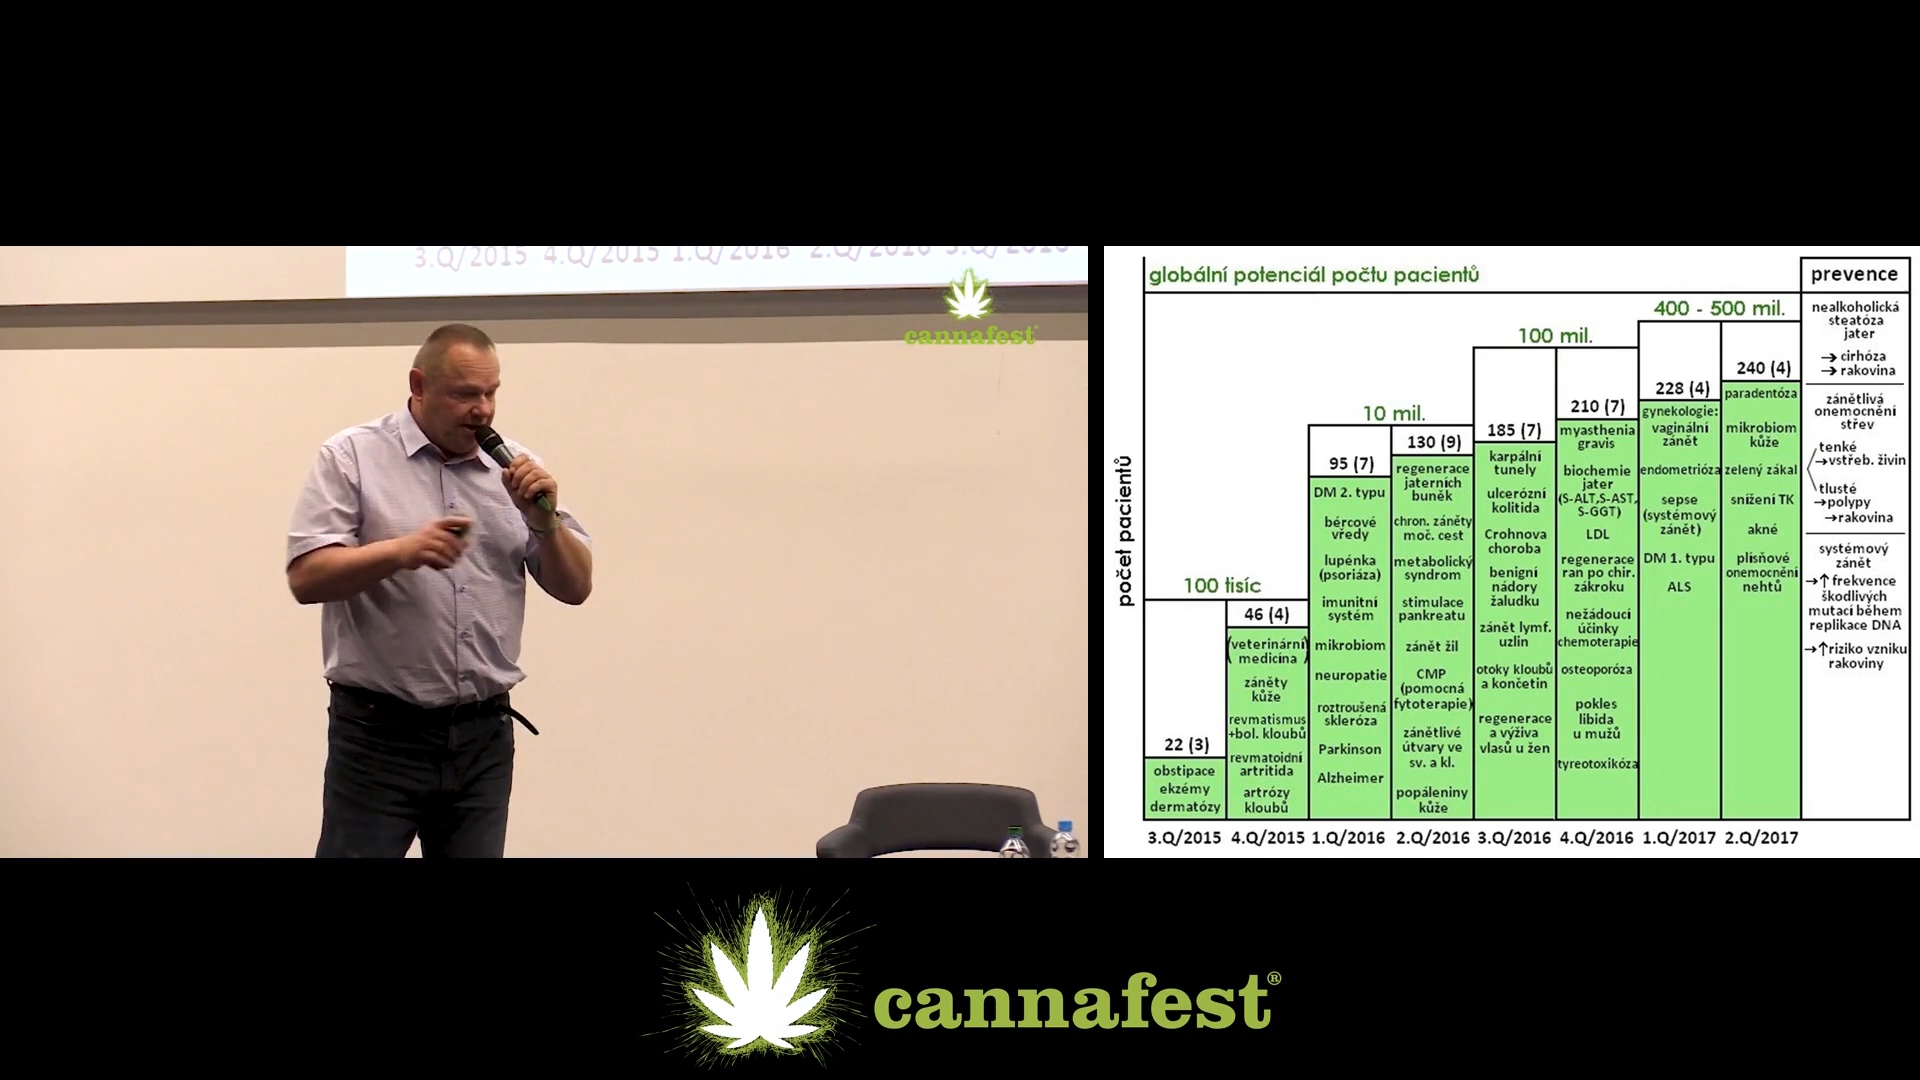 3.Q/2015 4.Q/2015 1.Q/2016 2.Q/2016 3.Q/2016
cannafest
globální potenciál počtu pacientů
prevence
počet pacientů
100 tisíc
10 mil.
100 mil.
400 - 500 mil.
22 (3)
obstipace
ekzémy
dermatózy
46 (4)
(veterinární
medicína)
záněty
kůže
revmatismus
+bol. kloubů
revmatoidní
artritida
artrózy
kloubů
95 (7)
DM 2. typu
bércové
vředy
lupénka
(psoriáza)
imunitní
systém
mikrobiom
neuropatie
roztroušená
skleróza
Parkinson
Alzheimer
130 (9)
regenerace
jaterních
buněk
chron. záněty
moč. cest
metabolický
syndrom
stimulace
pankreatu
zánět žil
CMP
(pomocná
fytoterapie)
zánětlivé
útvary ve
sv. a kl.
popáleniny
kůže
185 (7)
karpální
tunely
ulcerózní
kolitida
Crohnova
choroba
benigní
nádory
žaludku
zánět lymf.
uzlin
otoky kloubů
a končetin
regenerace
a výživa
vlasů u žen
210 (7)
myasthenia
gravis
biochemie
jater
(S-ALT,S-AST,
S-GGT)
LDL
regenerace
ran po chir.
zákroku
nežádoucí
účinky
chemoterapie
osteoporóza
pokles
libida
u mužů
tyreotoxikóza
228 (4)
gynekologie:
vaginální
zánět
endometrióza
sepse
(systémový
zánět)
DM 1. typu
ALS
240 (4)
paradentóza
mikrobiom
kůže
zelený zákal
snížení TK
akné
plísňové
onemocnění
nehtů
nealkoholická
steatóza
jater
→ cirhóza
→ rakovina
zánětlivá
onemocnění
střev
tenké
→vstřeb. živin
tlusté
→polypy
→rakovina
systémový
zánět
→↑frekvence
škodlivých
mutací během
replikace DNA
→↑riziko vzniku
rakoviny
3.Q/2015 4.Q/2015 1.Q/2016 2.Q/2016 3.Q/2016 4.Q/2016 1.Q/2017 2.Q/2017
cannafest®